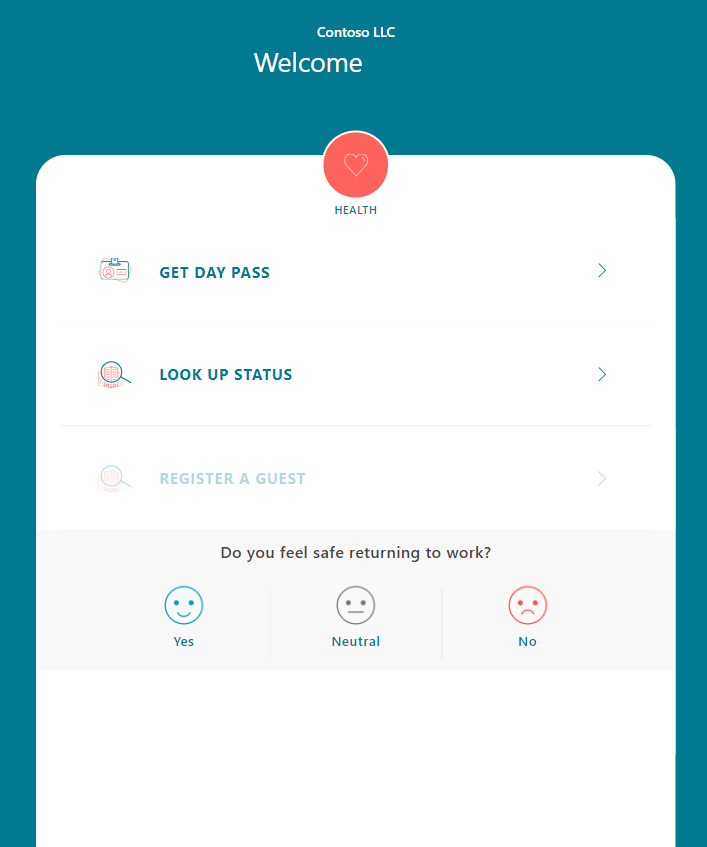 Contoso LLC
Welcome
HEALTH
GET DAY PASS
LOOK UP STATUS
REGISTER A GUEST
Do you feel safe returning to work?
Yes
Neutral
No